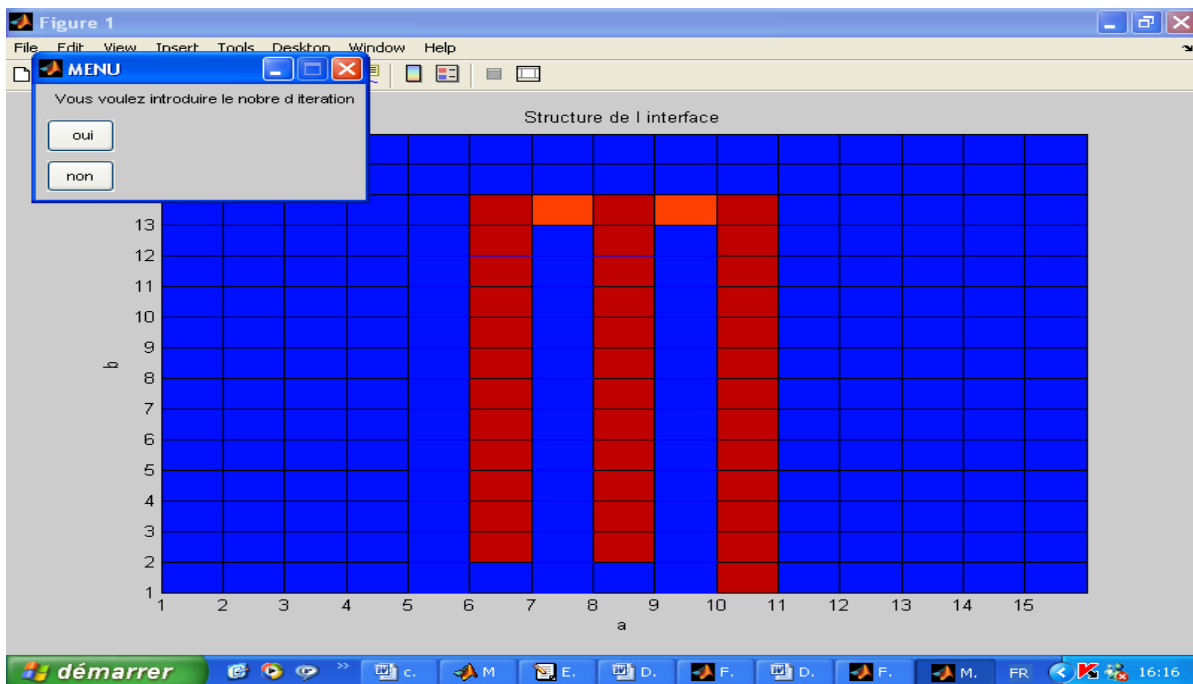 Figure 1
File Edit View Insert Tools Desktop Window Help
MENU
Vous voulez introduire le nobre d iteration
oui
non
Structure de l interface
13
12
11
10
9
8
7
6
5
4
3
2
1
b
1 2 3 4 5 6 7 8 9 10 11 12 13 14 15
a
démarrer » c. M E. D. F. D. F. M. FR 16:16